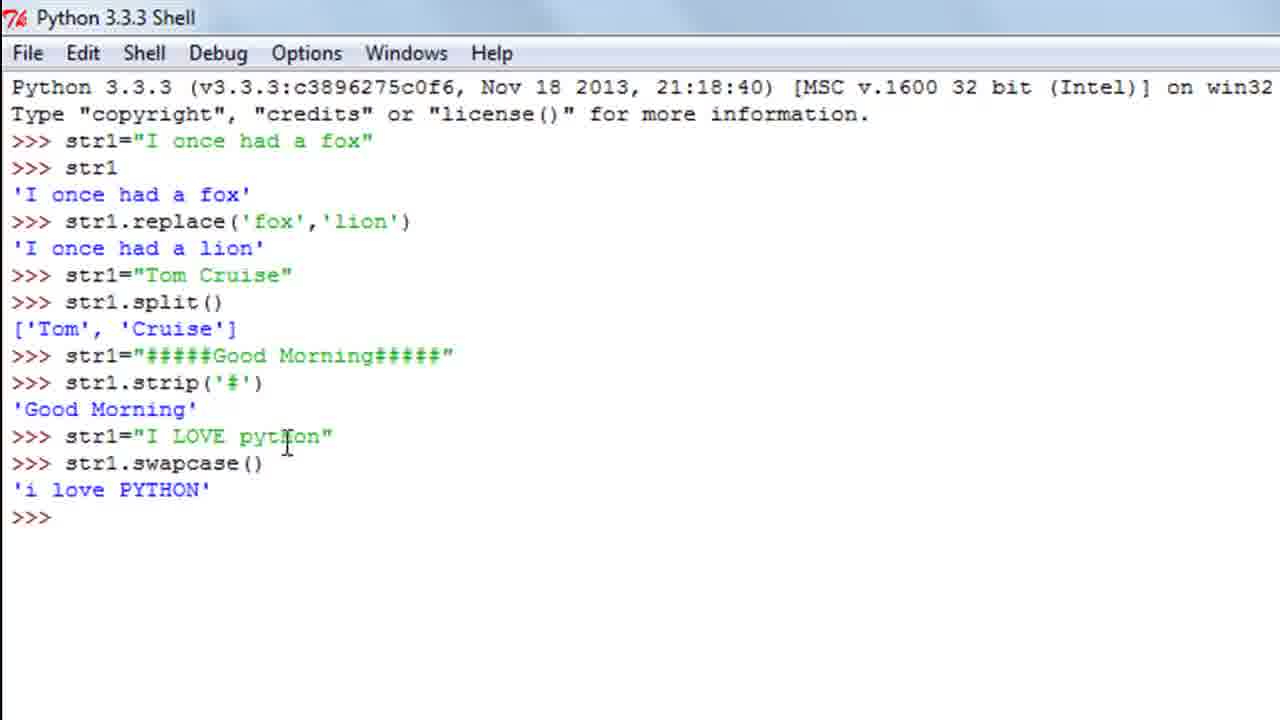 Python 3.3.3 Shell
File Edit Shell Debug Options Windows Help
Python 3.3.3 (v3.3.3:c3896275c0f6, Nov 18 2013, 21:18:40) [MSC v.1600 32 bit (Intel)] on win32
Type "copyright", "credits" or "license()" for more information.
>>> str1="I once had a fox"
>>> str1
'I once had a fox'
>>> str1.replace('fox','lion')
'I once had a lion'
>>> str1="Tom Cruise"
>>> str1.split()
['Tom', 'Cruise']
>>> str1="#####Good Morning#####"
>>> str1.strip('#')
'Good Morning'
>>> str1="I LOVE python"
>>> str1.swapcase()
'i love PYTHON'
>>>